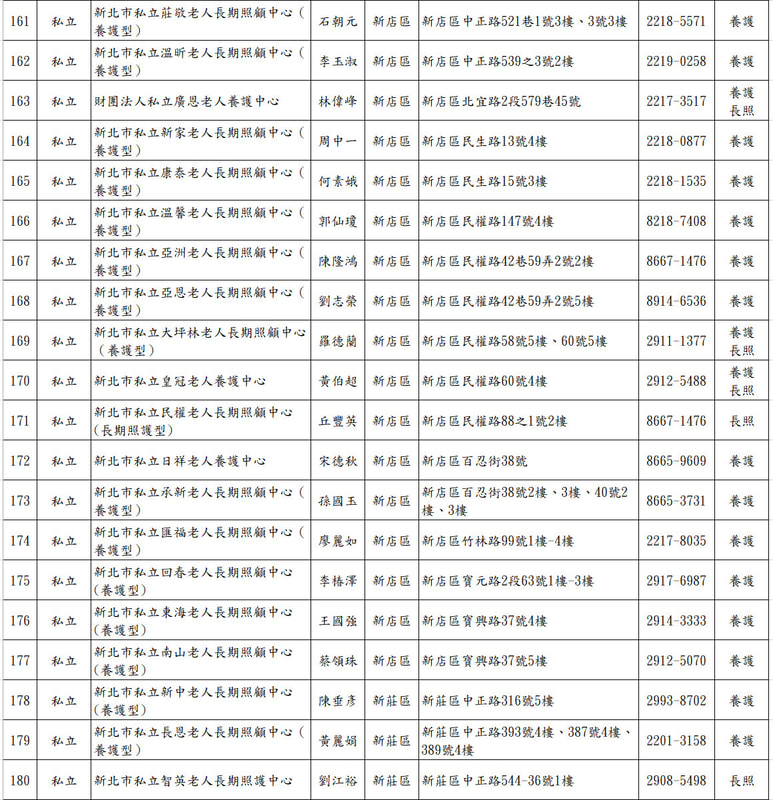 161 私立 新北市私立莊敬老人長期照顧中心（養護型） 石朝元 新店區 新店區中正路521巷1號3樓、3號3樓 2218-5571 養護
162 私立 新北市私立溫昕老人長期照顧中心（養護型） 李玉淑 新店區 新店區中正路539之3號2樓 2219-0258 養護
163 私立 財團法人私立廣恩老人養護中心 林偉峰 新店區 新店區北宜路2段579巷45號 2217-3517 養護 長照
164 私立 新北市私立新家老人長期照顧中心（養護型） 周中一 新店區 新店區民生路13號4樓 2218-0877 養護
165 私立 新北市私立康泰老人長期照顧中心（養護型） 何素娥 新店區 新店區民生路15號3樓 2218-1535 養護
166 私立 新北市私立溫馨老人長期照顧中心（養護型） 郭仙瓊 新店區 新店區民權路147號4樓 8218-7408 養護
167 私立 新北市私立亞洲老人長期照顧中心（養護型） 陳隆鴻 新店區 新店區民權路42巷59弄2號2樓 8667-1476 養護
168 私立 新北市私立亞恩老人長期照顧中心（養護型） 劉志榮 新店區 新店區民權路42巷59弄2號5樓 8914-6536 養護
169 私立 新北市私立大坪林老人長期照顧中心（養護型） 羅德蘭 新店區 新店區民權路58號5樓、60號5樓 2911-1377 養護 長照
170 私立 新北市私立皇冠老人養護中心 黃伯超 新店區 新店區民權路60號4樓 2912-5488 養護 長照
171 私立 新北市私立民權老人長期照顧中心(長期照護型) 丘豐英 新店區 新店區民權路88之1號2樓 8667-1476 長照
172 私立 新北市私立日祥老人養護中心 宋德秋 新店區 新店區百忍街38號 8665-9609 養護
173 私立 新北市私立承新老人長期照顧中心（養護型） 孫國玉 新店區 新店區百忍街38號2樓、3樓、40號2樓、3樓 8665-3731 養護
174 私立 新北市私立匯福老人長期照顧中心（養護型） 廖麗如 新店區 新店區竹林路99號1樓-4樓 2217-8035 養護
175 私立 新北市私立回春老人長期照顧中心(養護型) 李椿澤 新店區 新店區寶元路2段63號1樓-3樓 2917-6987 養護
176 私立 新北市私立東海老人長期照顧中心(養護型) 王國強 新店區 新店區寶興路37號4樓 2914-3333 養護
177 私立 新北市私立南山老人長期照顧中心(養護型) 蔡領珠 新店區 新店區寶興路37號5樓 2912-5070 養護
178 私立 新北市私立新中老人長期照顧中心(養護型) 陳垂彥 新莊區 新莊區中正路316號5樓 2993-8702 養護
179 私立 新北市私立長恩老人長期照顧中心（養護型） 黃麗娟 新莊區 新莊區中正路393號4樓、387號4樓、389號4樓 2201-3158 養護
180 私立 新北市私立智英老人長期照護中心 劉江裕 新莊區 新莊區中正路544-36號1樓 2908-5498 長照